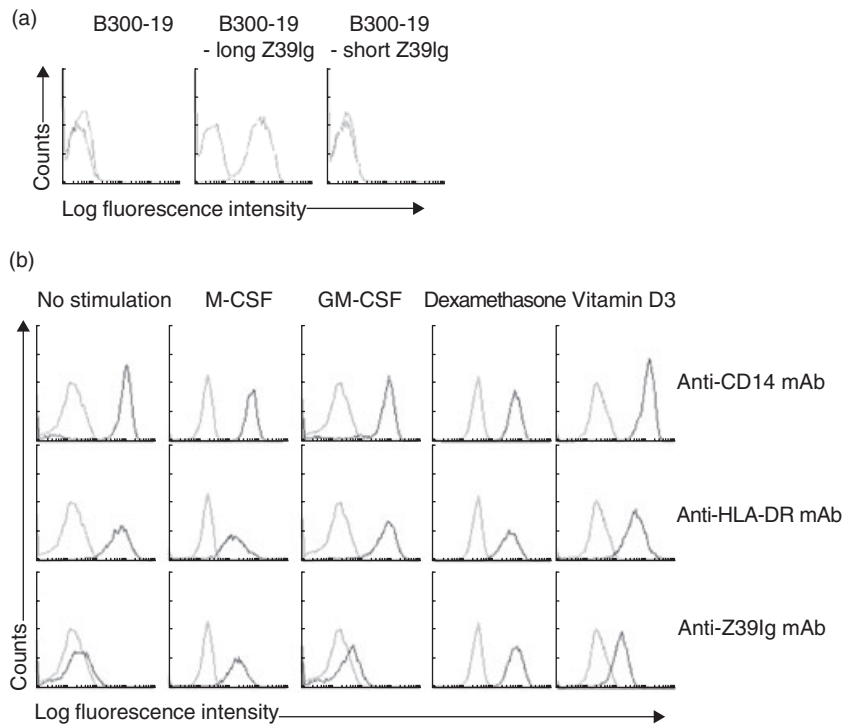 (a)
B300-19
B300-19
- long Z39Ig
B300-19
- short Z39Ig
Counts
Log fluorescence intensity
(b)
No stimulation
M-CSF
GM-CSF
Dexamethasone
Vitamin D3
Anti-CD14 mAb
Anti-HLA-DR mAb
Anti-Z39Ig mAb
Counts
Log fluorescence intensity